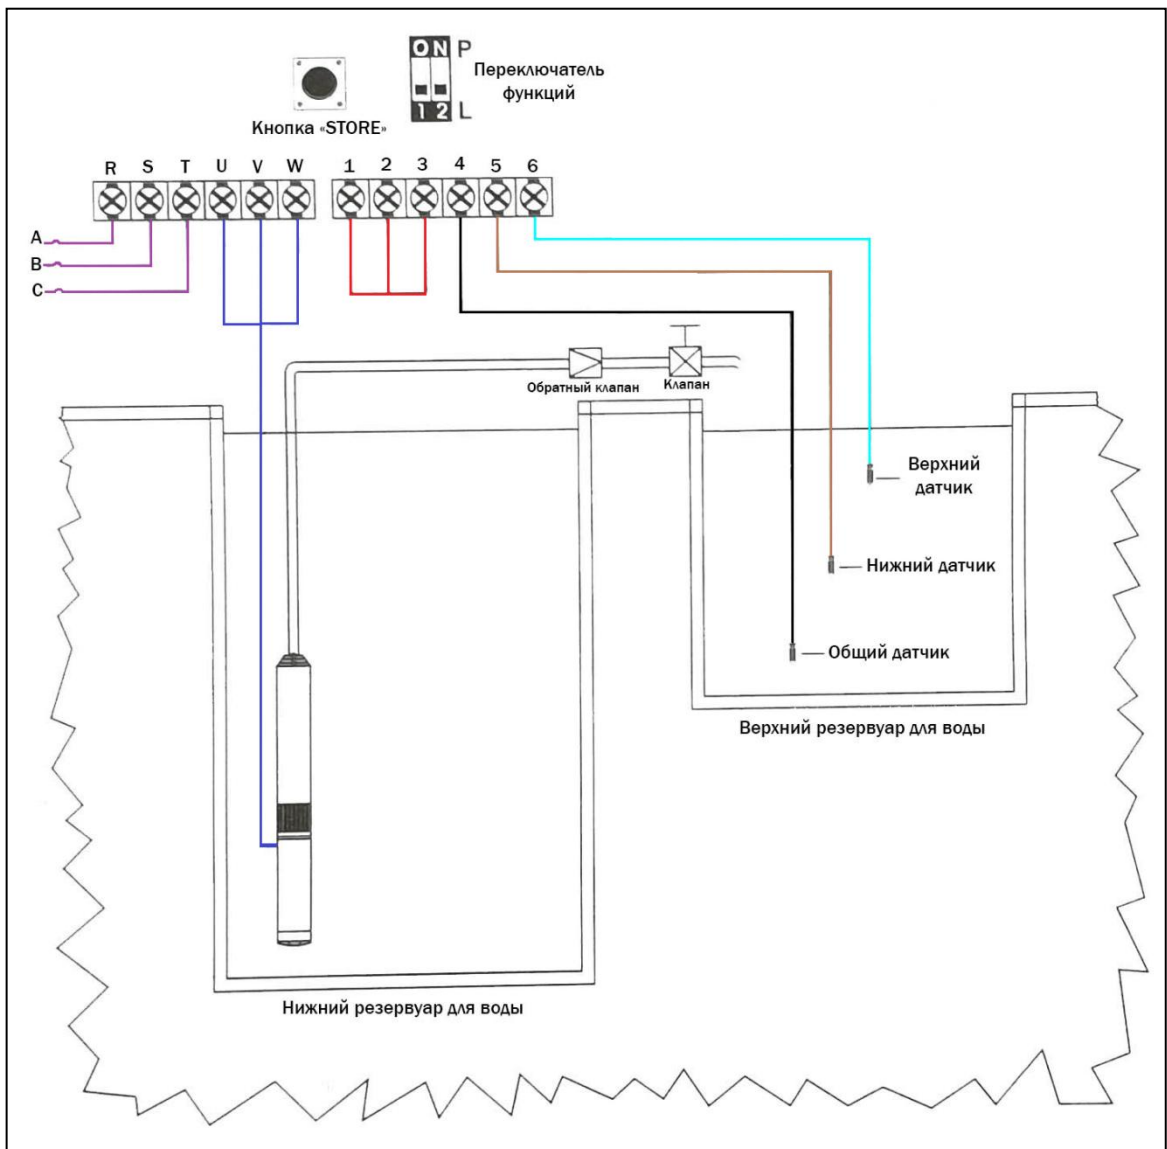 ON P
Переключатель
функций
1 2 L
Кнопка «STORE»
R S T U V W 1 2 3 4 5 6
A
B
C
Обратный клапан
Клапан
Верхний
датчик
Нижний датчик
Общий датчик
Верхний резервуар для воды
Нижний резервуар для воды